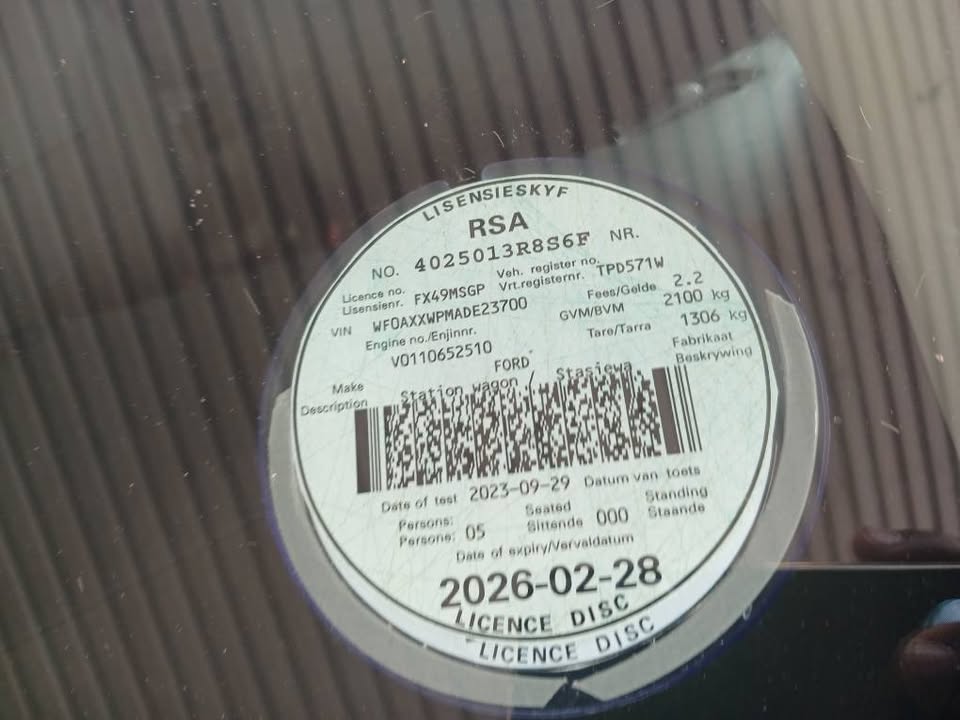 LISENSIESKYF
RSA
NO. 4025013R8S6F NR.
Licence no. Lisensienr. FX49MSGP Veh. register no. Vrt.registernr. TPD571W
VIN WF0AXXWPMADE23700 Fees/Gelde 2.2
Engine no./Enjinnr. GVM/BVM 2100 kg
V0110652510 Tare/Tarra 1306 kg
Make FORD Fabrikaat
Description Station wagon / Stasiewa Beskrywing
Date of test 2023-09-29 Datum van toets
Persons: Seated Standing
Persone: 05 Sittende 000 Staande
Date of expiry/Vervaldatum
2026-02-28
LICENCE DISC
LICENCE DISC